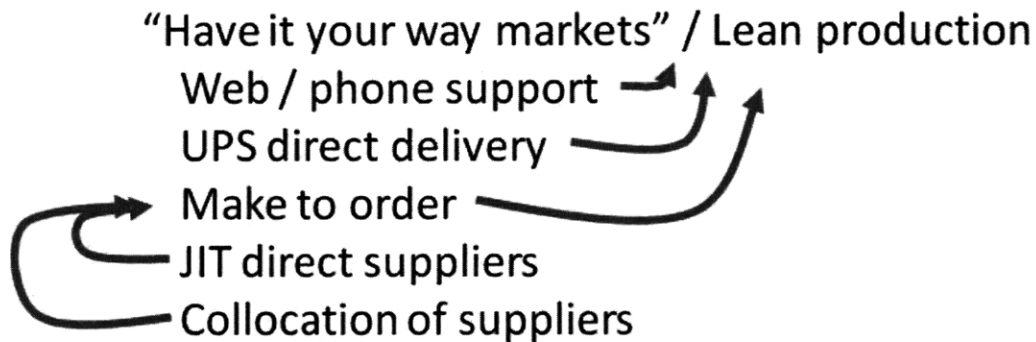 “Have it your way markets” / Lean production
Web / phone support
UPS direct delivery
Make to order
JIT direct suppliers
Collocation of suppliers